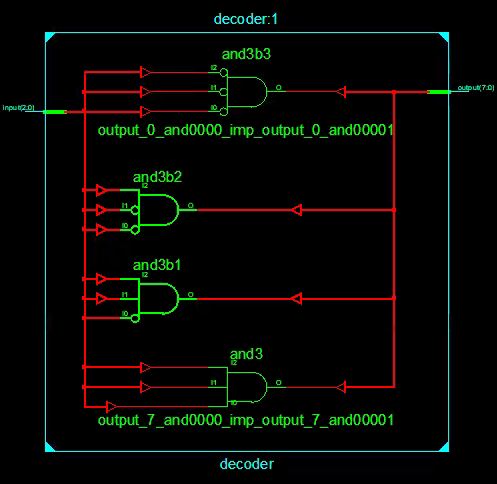 decoder:1
and3b3
I2
input(2:0)
I1
O
output(7:0)
I0
output_0_and0000_imp_output_0_and00001
and3b2
I2
I1
O
I0
and3b1
I2
I1
O
I0
and3
I2
I1
O
I0
output_7_and0000_imp_output_7_and00001
decoder